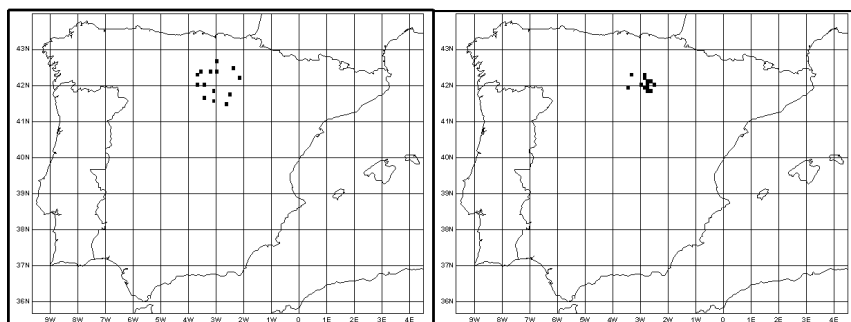 43N 43N
42N 42N
41N 41N
40N 40N
39N 39N
38N 38N
37N 37N
36N 36N
9W 8W 7W 6W 5W 4W 3W 2W 1W 0 1E 2E 3E 4E 9W 8W 7W 6W 5W 4W 3W 2W 1W 0 1E 2E 3E 4E